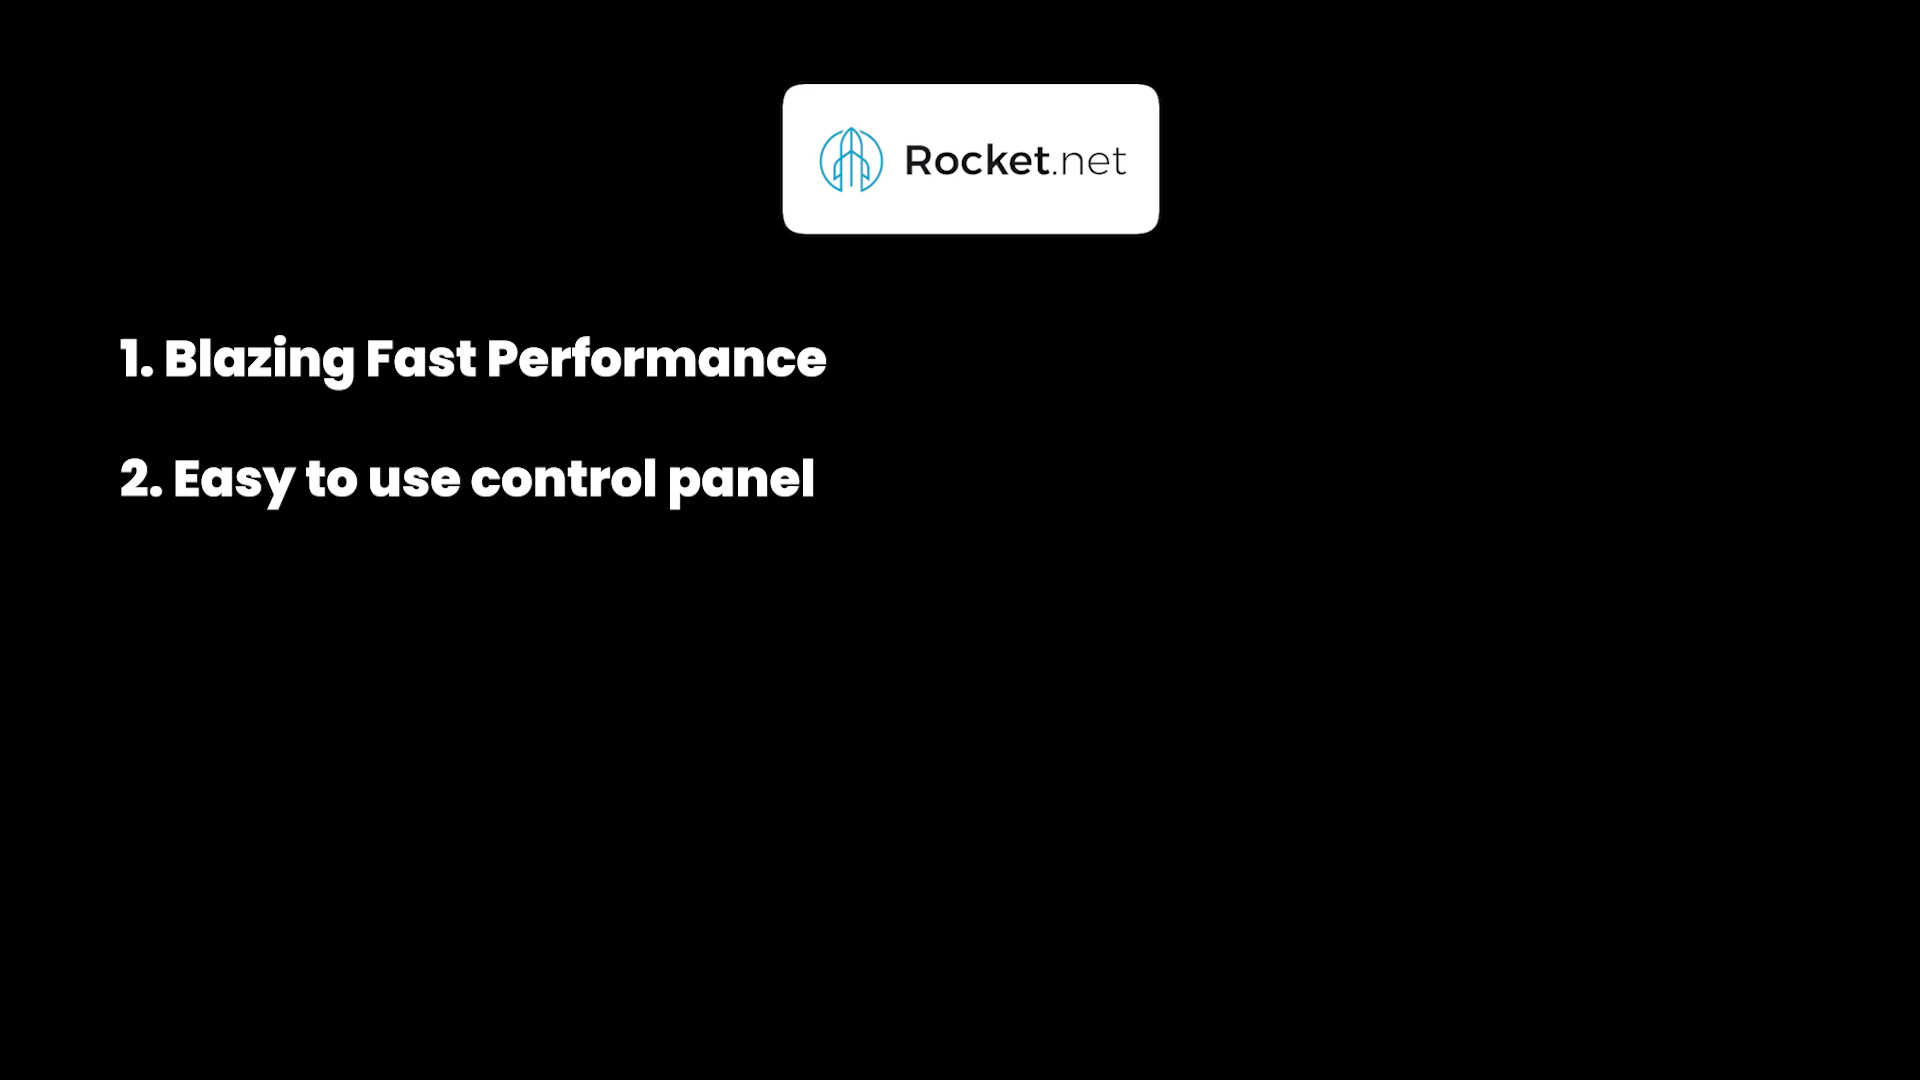 Rocket.net
1. Blazing Fast Performance
2. Easy to use control panel